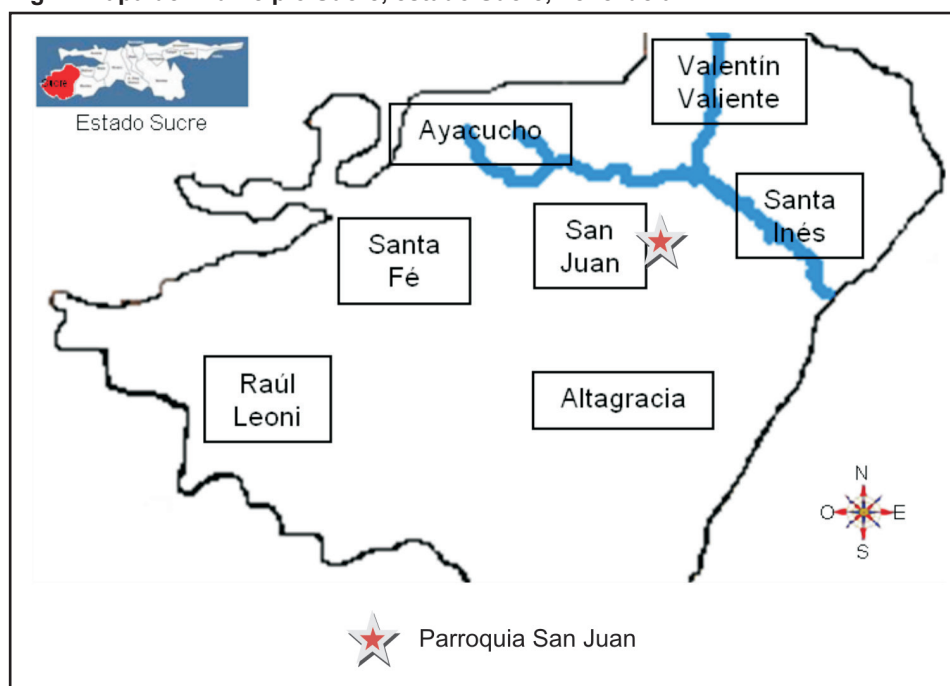 Estado Sucre
Valentín
Valiente
Ayacucho
Santa
Inés
San
Juan
Santa
Fé
Raúl
Leoni
Altagracia
N
O
E
S
Parroquia San Juan